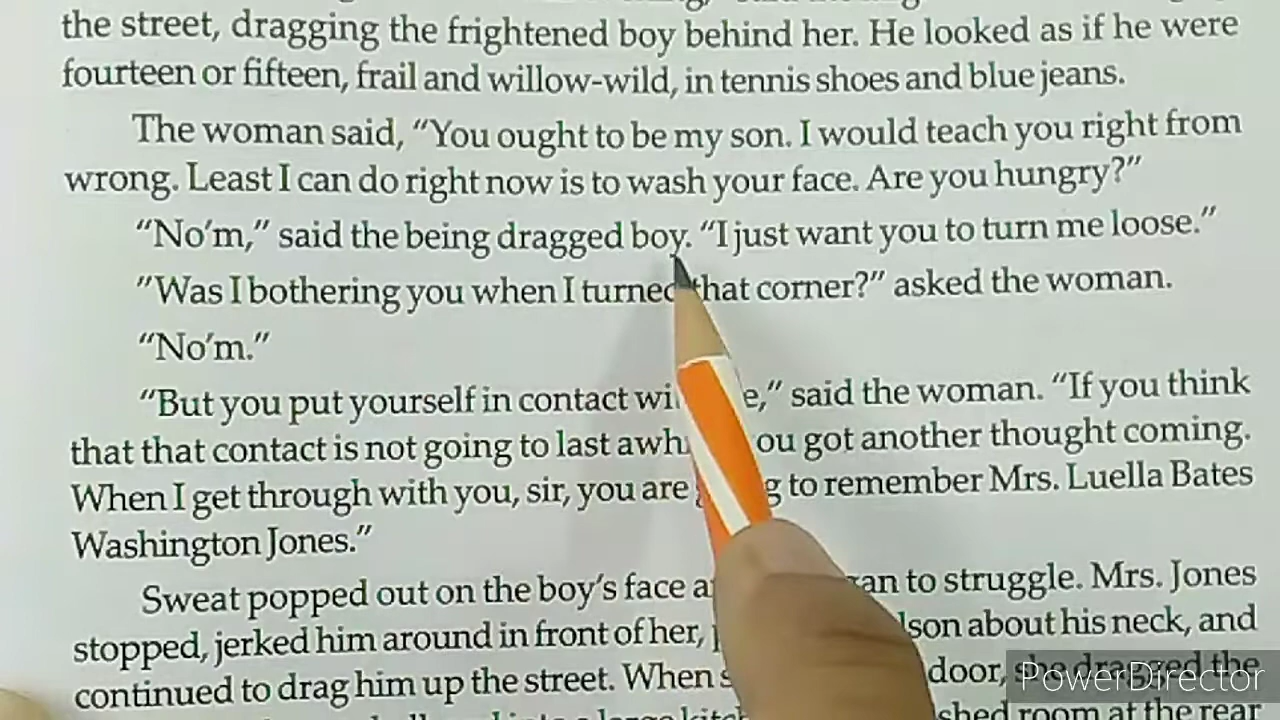 the street, dragging the frightened boy behind her. He looked as if he were
fourteen or fifteen, frail and willow-wild, in tennis shoes and blue jeans.
The woman said, “You ought to be my son. I would teach you right from
wrong. Least I can do right now is to wash your face. Are you hungry?”
“No’m,” said the being dragged boy. “I just want you to turn me loose.”
“Was I bothering you when I turned that corner?” asked the woman.
“No’m.”
“But you put yourself in contact said the woman. “If you think
that that contact is not going to last got another thought coming.
When I get through with you, sir, you are to remember Mrs. Luella Bates
Washington Jones.”
Sweat popped out on the boy’s face to struggle. Mrs. Jones
stopped, jerked him around in front of her, about his neck, and
continued to drag him up the street. When door, she dragged the
room at the rear
PowerDirector